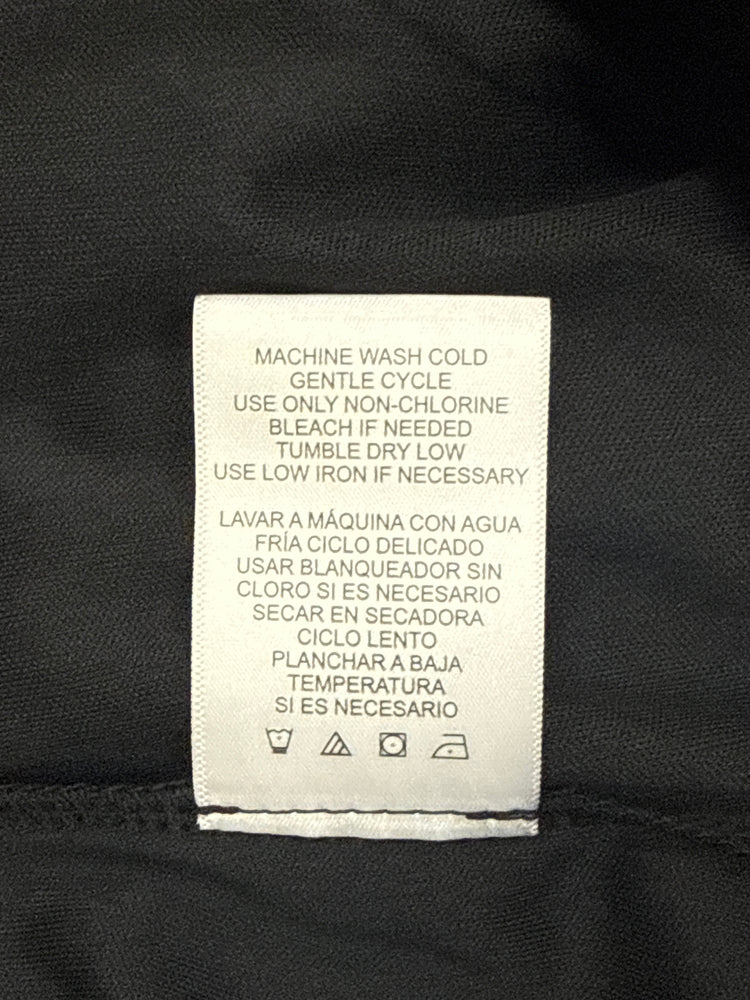 MACHINE WASH COLD
GENTLE CYCLE
USE ONLY NON-CHLORINE
BLEACH IF NEEDED
TUMBLE DRY LOW
USE LOW IRON IF NECESSARY
LAVAR A MÁQUINA CON AGUA
FRÍA CICLO DELICADO
USAR BLANQUEADOR SIN
CLORO SI ES NECESARIO
SECAR EN SECADORA
CICLO LENTO
PLANCHAR A BAJA
TEMPERATURA
SI ES NECESARIO